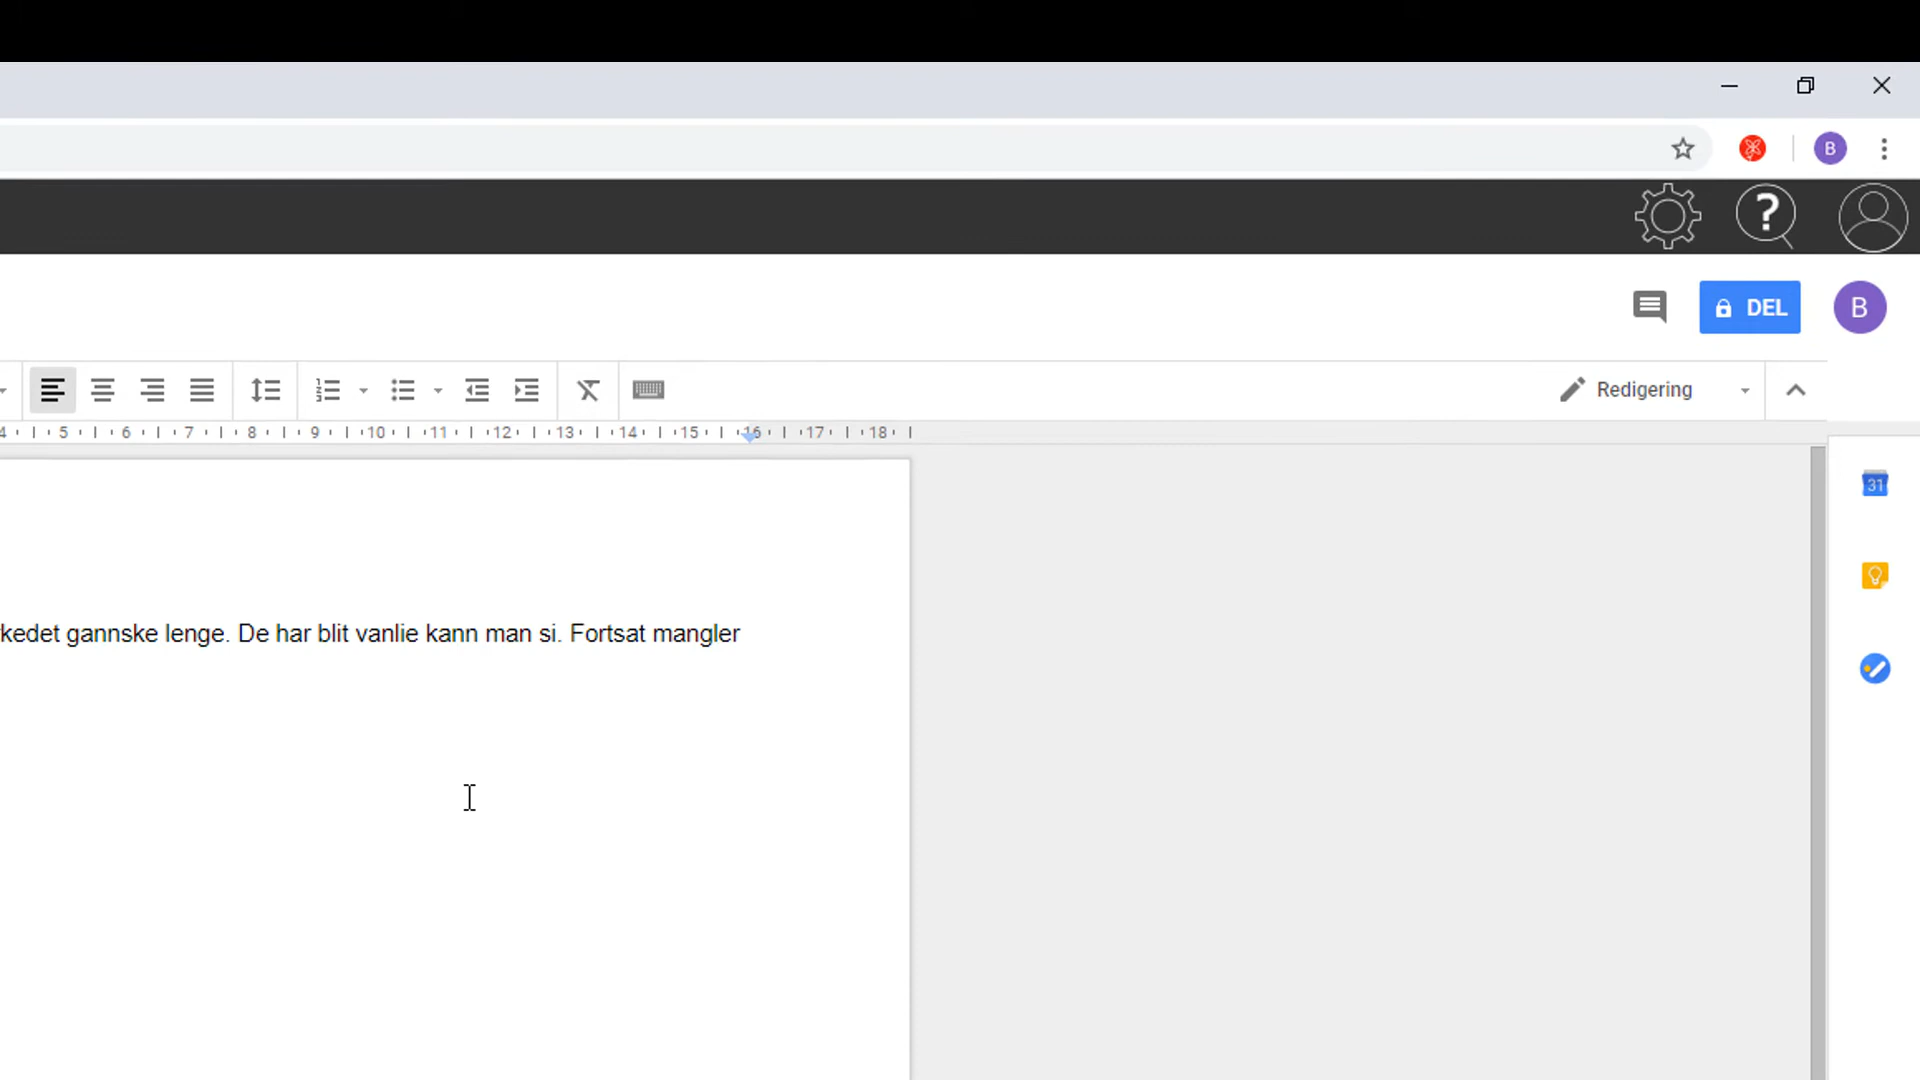 B
?
DEL
B
Redigering
4 5 6 7 8 9 10 11 12 13 14 15 16 17 18
31
kedet gannske lenge. De har blit vanlie kann man si. Fortsat mangler